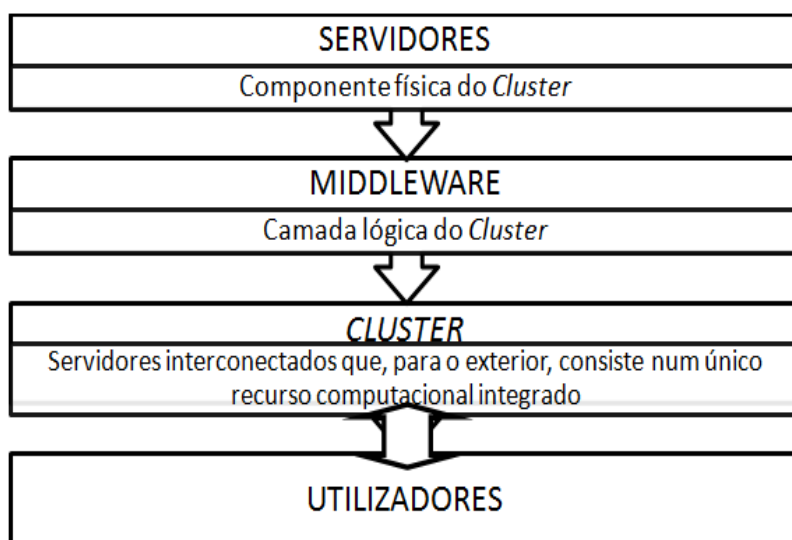 SERVIDORES
Componente física do Cluster
MIDDLEWARE
Camada lógica do Cluster
CLUSTER
Servidores interconectados que, para o exterior, consiste num único
recurso computacional integrado
UTILIZADORES